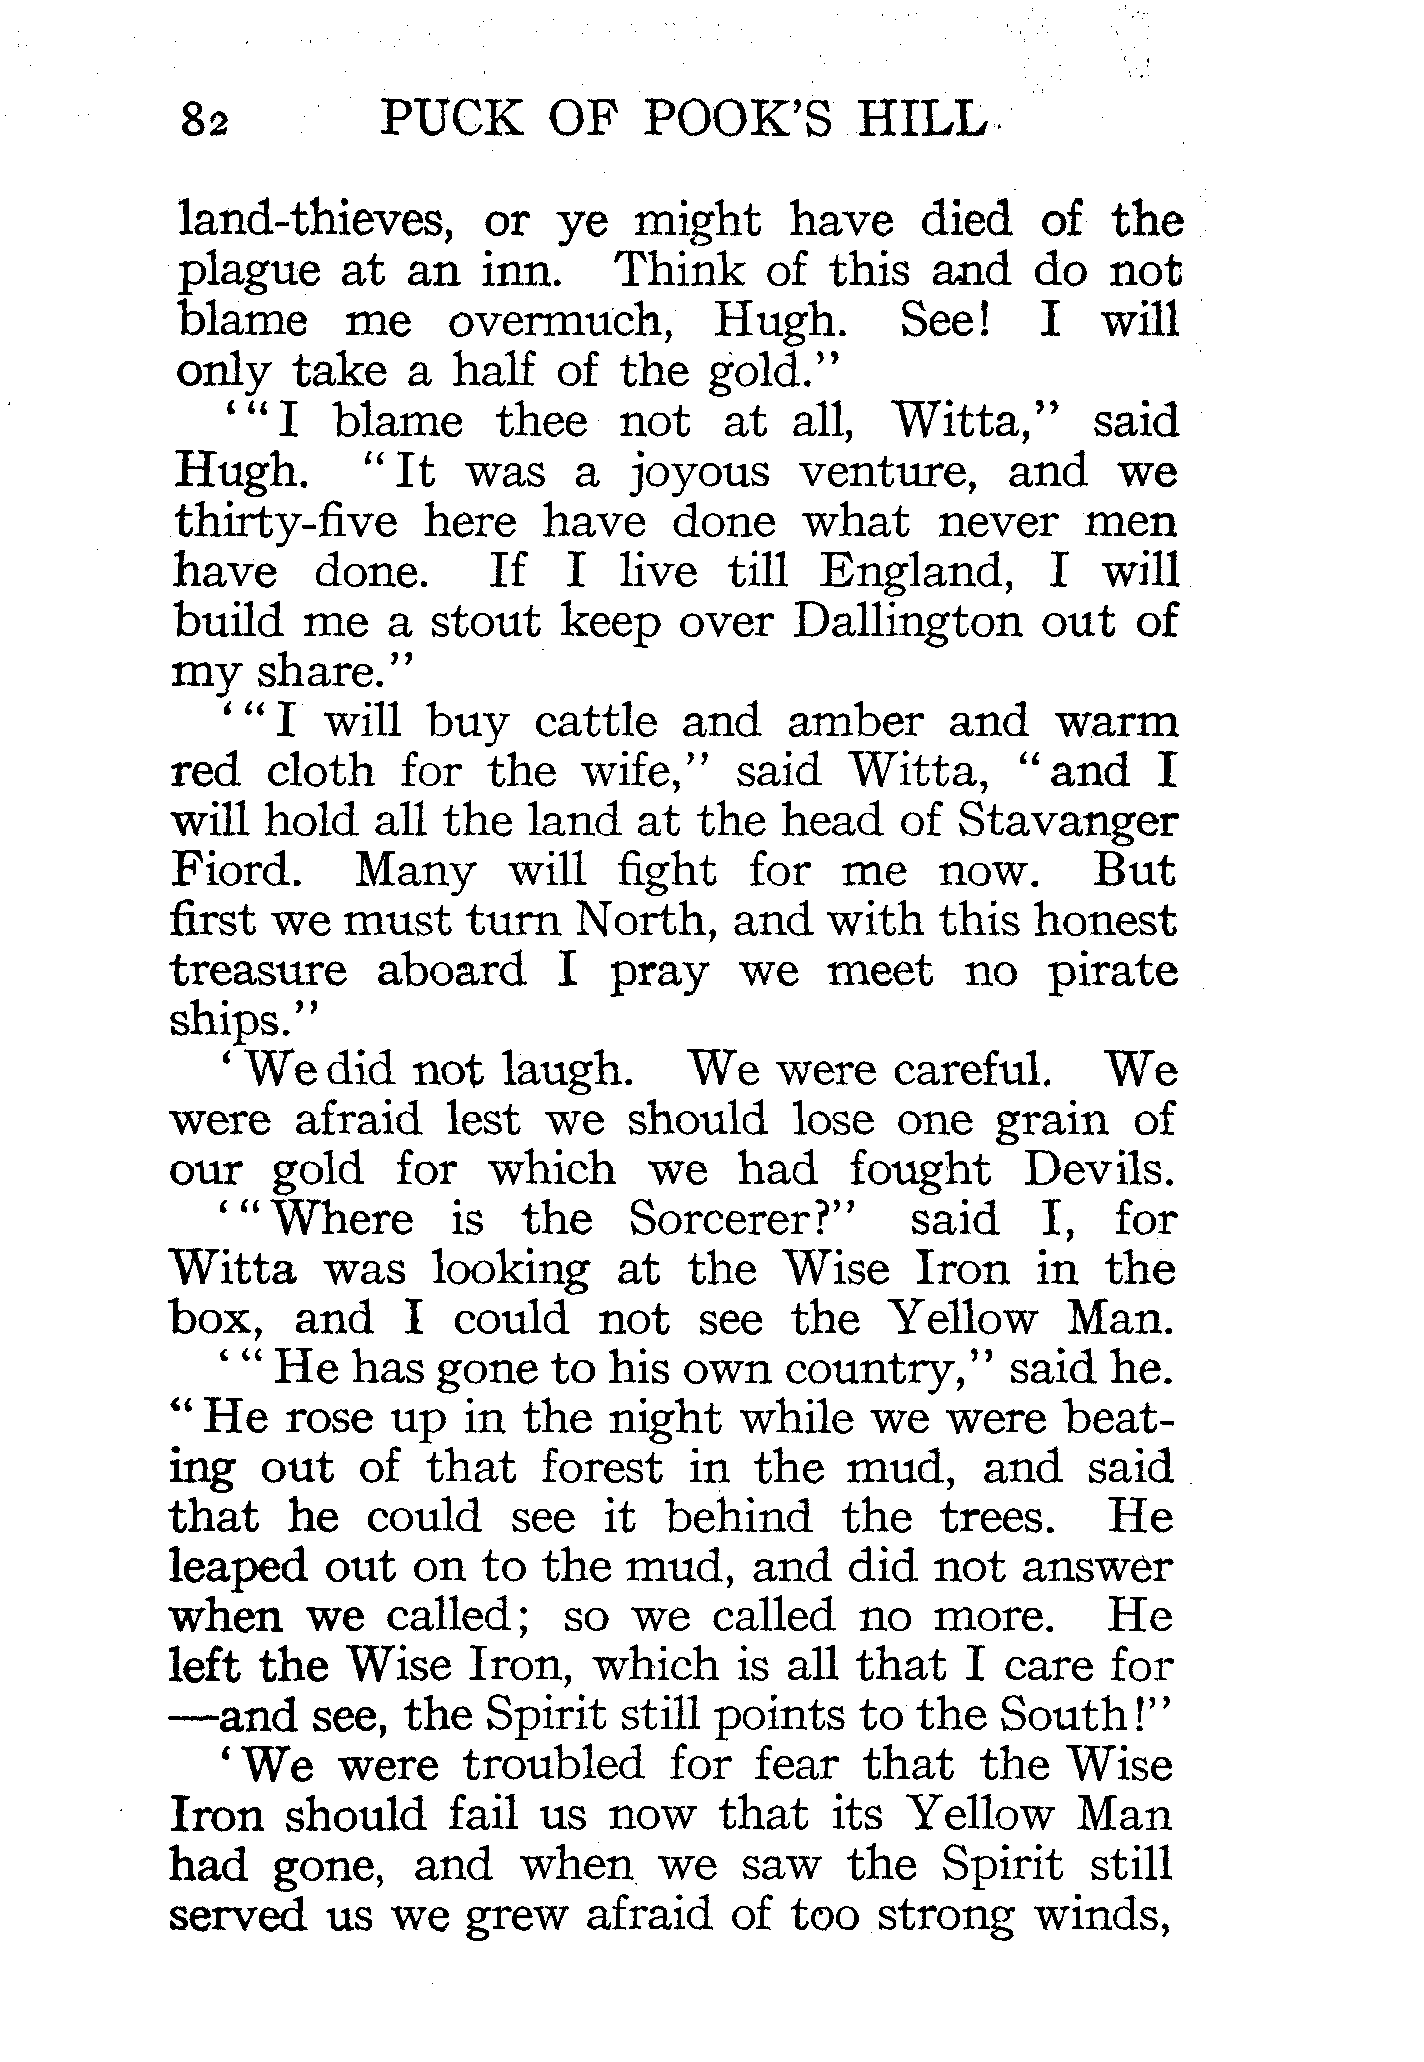 82 PUCK OF POOK'S HILL
land-thieves, or ye might have died of the
plague at an inn. Think of this and do not
blame me overmuch, Hugh. See! I will
only take a half of the gold."
'"I blame thee not at all, Witta," said
Hugh. "It was a joyous venture, and we
thirty-five here have done what never men
have done. If I live till England, I will
build me a stout keep over Dallington out of
my share."
'"I will buy cattle and amber and warm
red cloth for the wife," said Witta, "and I
will hold all the land at the head of Stavanger
Fiord. Many will fight for me now. But
first we must turn North, and with this honest
treasure aboard I pray we meet no pirate
ships."
'We did not laugh. We were careful. We
were afraid lest we should lose one grain of
our gold for which we had fought Devils.
'"Where is the Sorcerer?" said I, for
Witta was looking at the Wise Iron in the
box, and I could not see the Yellow Man.
'"He has gone to his own country," said he.
"He rose up in the night while we were beat-
ing out of that forest in the mud, and said
that he could see it behind the trees. He
leaped out on to the mud, and did not answer
when we called; so we called no more. He
left the Wise Iron, which is all that I care for
—and see, the Spirit still points to the South!"
'We were troubled for fear that the Wise
Iron should fail us now that its Yellow Man
had gone, and when we saw the Spirit still
served us we grew afraid of too strong winds,